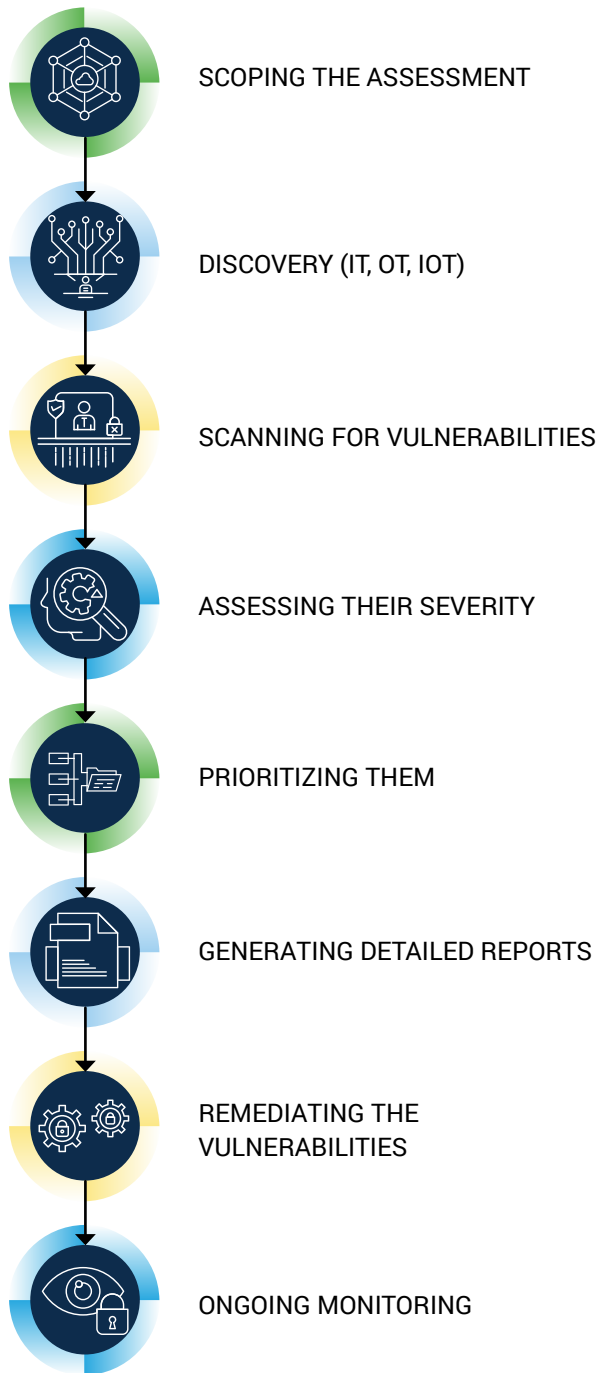 SCOPING THE ASSESSMENT
DISCOVERY (IT, OT, IOT)
SCANNING FOR VULNERABILITIES
ASSESSING THEIR SEVERITY
PRIORITIZING THEM
GENERATING DETAILED REPORTS
REMEDIATING THE
VULNERABILITIES
ONGOING MONITORING